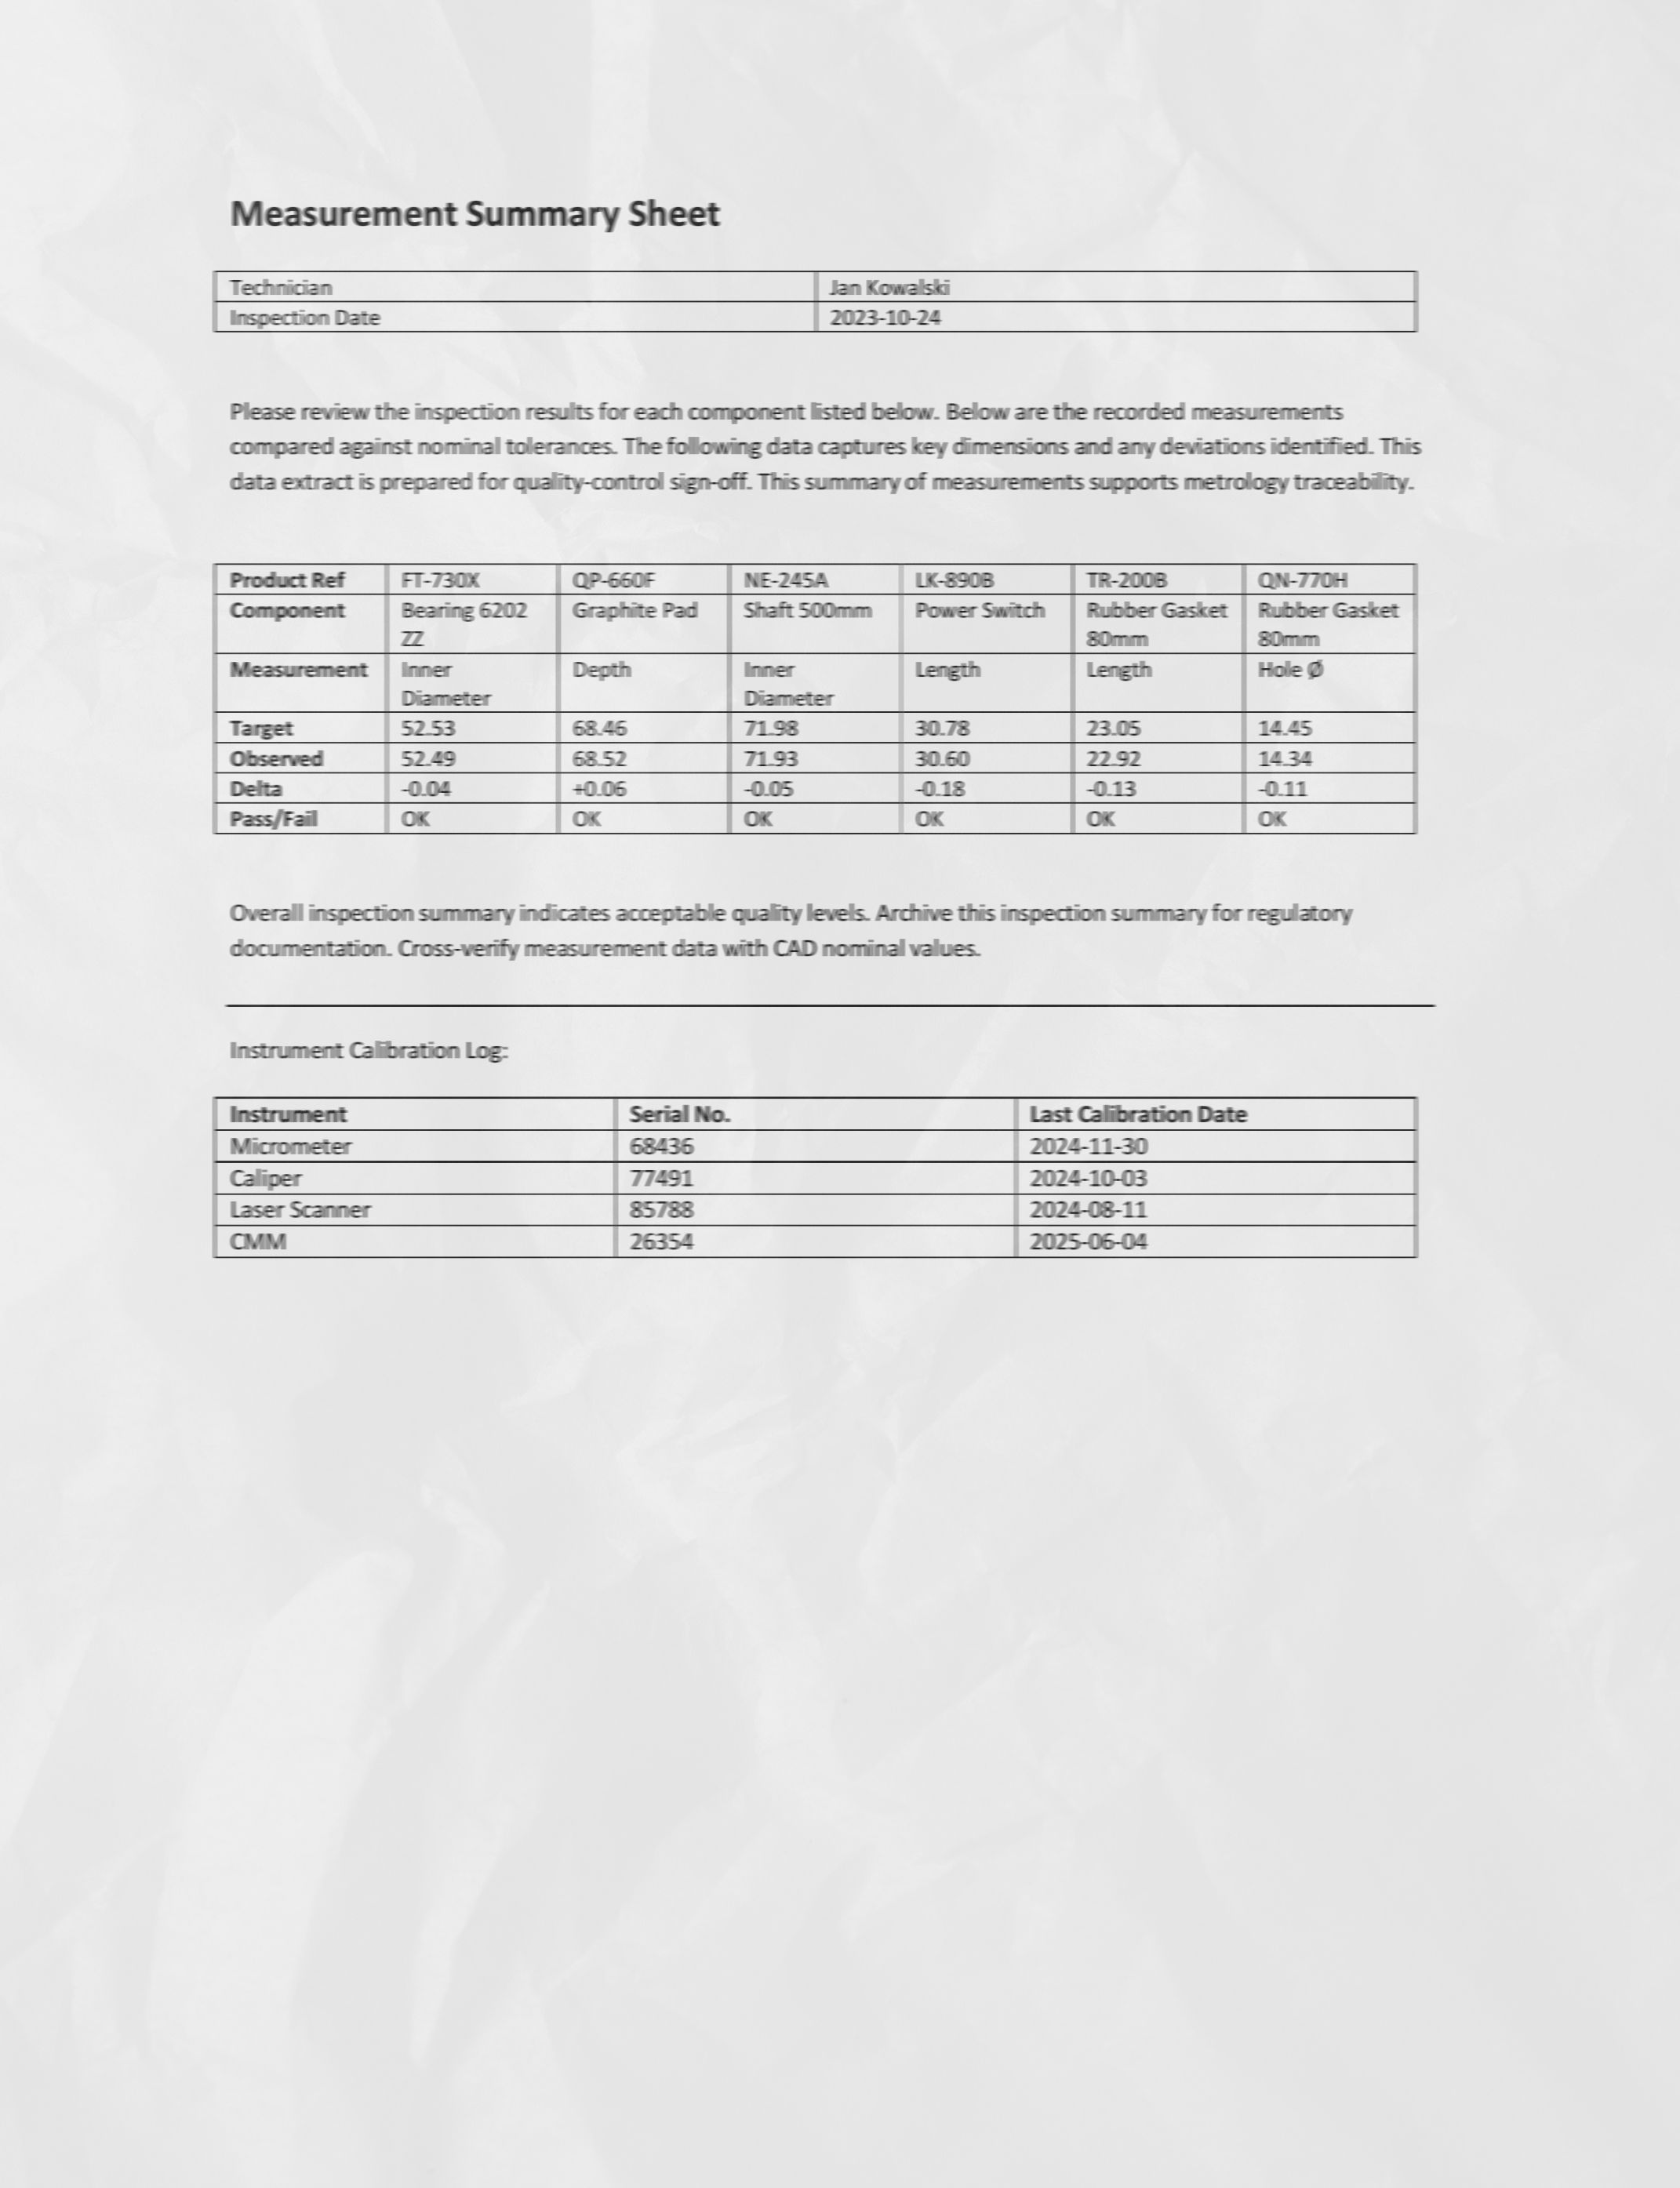 Measurement Summary Sheet
Technician Jan Kowalski
Inspection Date 2023-10-24
Please review the inspection results for each component listed below. Below are the recorded measurements
compared against nominal tolerances. The following data captures key dimensions and any deviations identified. This
data extract is prepared for quality-control sign-off. This summary of measurements supports metrology traceability.
Product Ref FT-730X QP-660F NE-245A LK-890B TR-200B QN-770H
Component Bearing 6202 Graphite Pad Shaft 500mm Power Switch Rubber Gasket Rubber Gasket
ZZ 80mm 80mm
Measurement Inner Depth Inner Length Length Hole Ø
Diameter Diameter
Target 52.53 68.46 71.98 30.78 23.05 14.45
Observed 52.49 68.52 71.93 30.60 22.92 14.34
Delta -0.04 +0.06 -0.05 -0.18 -0.13 -0.11
Pass/Fail OK OK OK OK OK OK
Overall inspection summary indicates acceptable quality levels. Archive this inspection summary for regulatory
documentation. Cross-verify measurement data with CAD nominal values.
Instrument Calibration Log:
Instrument Serial No. Last Calibration Date
Micrometer 68436 2024-11-30
Caliper 77491 2024-10-03
Laser Scanner 85788 2024-08-11
CMM 26354 2025-06-04